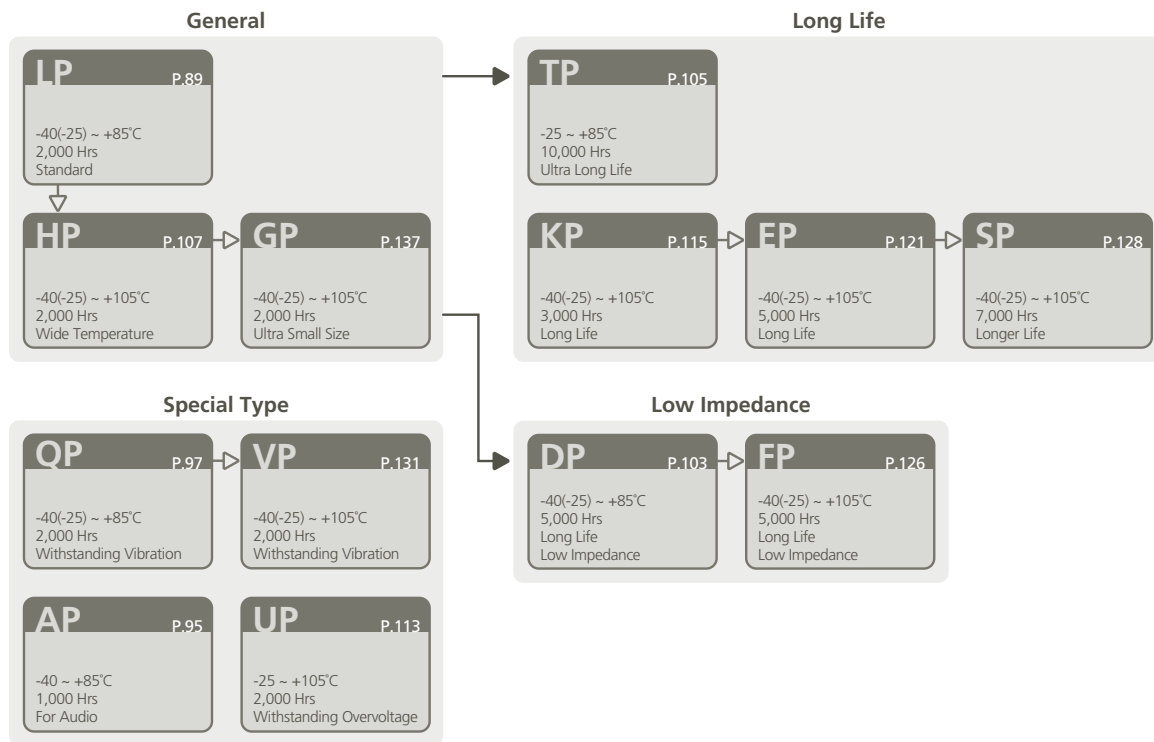 General
LP P.89
-40(-25) ~ +85˚C
2,000 Hrs
Standard
HP P.107
-40(-25) ~ +105˚C
2,000 Hrs
Wide Temperature
GP P.137
-40(-25) ~ +105˚C
2,000 Hrs
Ultra Small Size
Long Life
TP P.105
-25 ~ +85˚C
10,000 Hrs
Ultra Long Life
KP P.115
-40(-25) ~ +105˚C
3,000 Hrs
Long Life
EP P.121
-40(-25) ~ +105˚C
5,000 Hrs
Long Life
SP P.128
-40(-25) ~ +105˚C
7,000 Hrs
Longer Life
Special Type
QP P.97
-40(-25) ~ +85˚C
2,000 Hrs
Withstanding Vibration
VP P.131
-40(-25) ~ +105˚C
2,000 Hrs
Withstanding Vibration
AP P.95
-40 ~ +85˚C
1,000 Hrs
For Audio
UP P.113
-25 ~ +105˚C
2,000 Hrs
Withstanding Overvoltage
Low Impedance
DP P.103
-40(-25) ~ +85˚C
5,000 Hrs
Long Life
Low Impedance
FP P.126
-40(-25) ~ +105˚C
5,000 Hrs
Long Life
Low Impedance